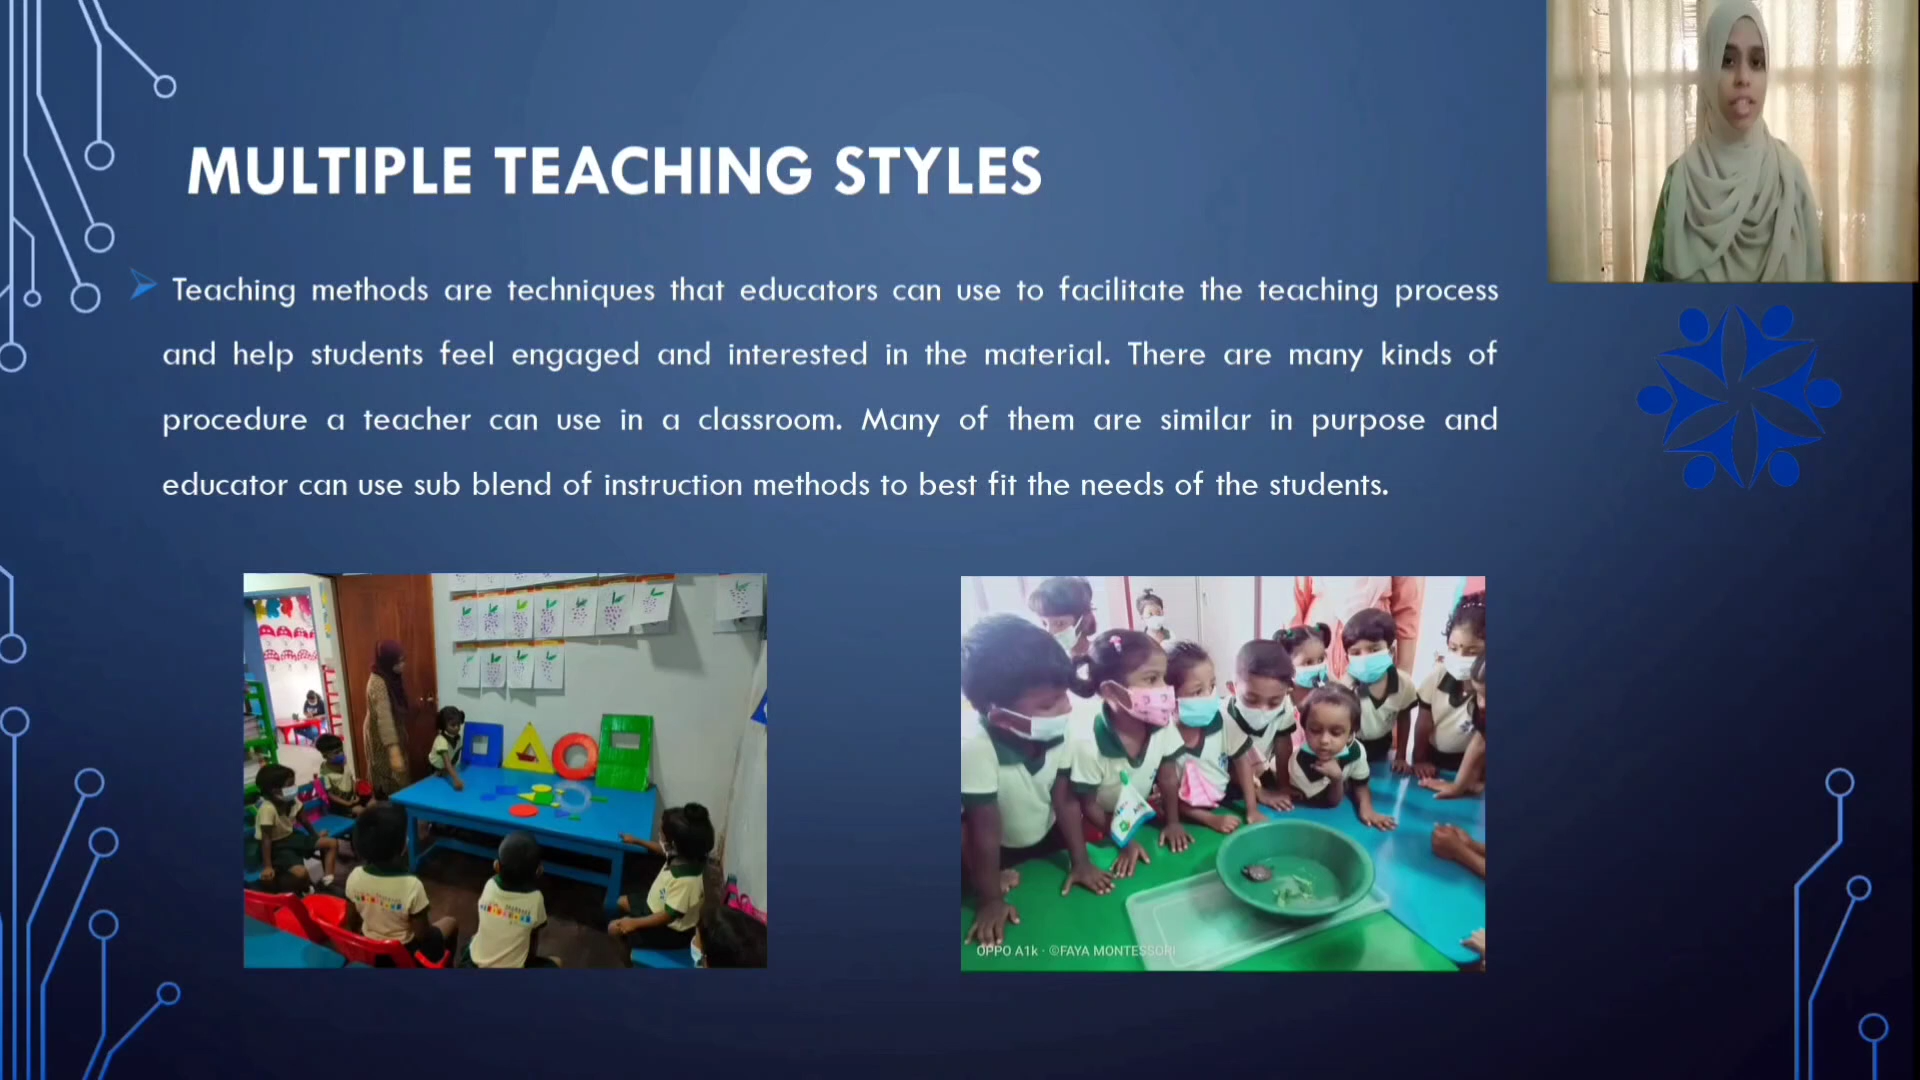 MULTIPLE TEACHING STYLES
Teaching methods are techniques that educators can use to facilitate the teaching process
and help students feel engaged and interested in the material. There are many kinds of
procedure a teacher can use in a classroom. Many of them are similar in purpose and
educator can use sub blend of instruction methods to best fit the needs of the students.
OPPO A1k · ©FAYA MONTESSORI